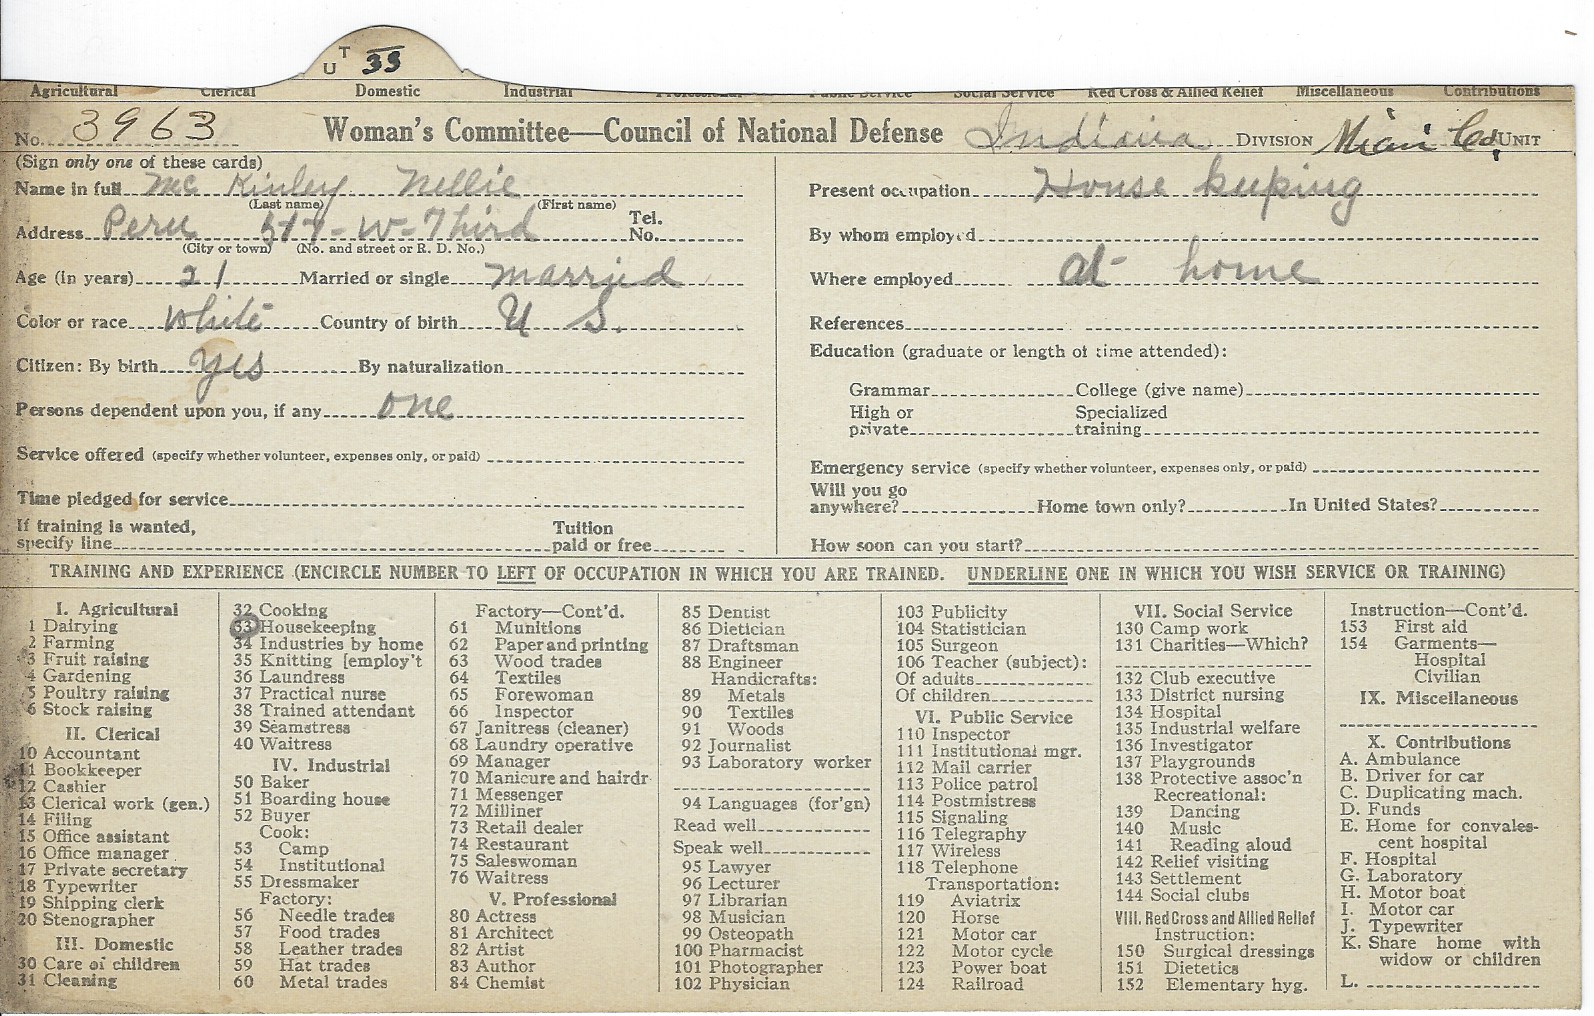 U T 33
Agricultural Clerical Domestic Industrial Professional Public Service Social Service Red Cross & Allied Relief Miscellaneous Contributions
No. 3963 Woman's Committee—Council of National Defense Indiana DIVISION Miami Co. UNIT
(Sign only one of these cards)
Name in full Mc Kinley Nellie
(Last name) (First name)
Address Peru 517-W-Third Tel. No.
(City or town) (No. and street or R. D. No.)
Age (in years) 21 Married or single married
Color or race White Country of birth U S.
Citizen: By birth yes By naturalization
Persons dependent upon you, if any one
Service offered (specify whether volunteer, expenses only, or paid)
Time pledged for service
If training is wanted, specify line Tuition paid or free
Present occupation House keeping
By whom employed
Where employed at home
References
Education (graduate or length of time attended):
Grammar College (give name)
High or private Specialized training
Emergency service (specify whether volunteer, expenses only, or paid)
Will you go anywhere? Home town only? In United States?
How soon can you start?
TRAINING AND EXPERIENCE (ENCIRCLE NUMBER TO LEFT OF OCCUPATION IN WHICH YOU ARE TRAINED. UNDERLINE ONE IN WHICH YOU WISH SERVICE OR TRAINING)
I. Agricultural
1 Dairying
2 Farming
3 Fruit raising
4 Gardening
5 Poultry raising
6 Stock raising
II. Clerical
10 Accountant
11 Bookkeeper
12 Cashier
13 Clerical work (gen.)
14 Filing
15 Office assistant
16 Office manager
17 Private secretary
18 Typewriter
19 Shipping clerk
20 Stenographer
III. Domestic
30 Care of children
31 Cleaning
32 Cooking
33 Housekeeping
34 Industries by home
35 Knitting [employ't
36 Laundress
37 Practical nurse
38 Trained attendant
39 Seamstress
40 Waitress
IV. Industrial
50 Baker
51 Boarding house
52 Buyer
Cook:
53 Camp
54 Institutional
55 Dressmaker
Factory:
56 Needle trades
57 Food trades
58 Leather trades
59 Hat trades
60 Metal trades
Factory—Cont'd.
61 Munitions
62 Paper and printing
63 Wood trades
64 Textiles
65 Forewoman
66 Inspector
67 Janitress (cleaner)
68 Laundry operative
69 Manager
70 Manicure and hairdr
71 Messenger
72 Milliner
73 Retail dealer
74 Restaurant
75 Saleswoman
76 Waitress
V. Professional
80 Actress
81 Architect
82 Artist
83 Author
84 Chemist
85 Dentist
86 Dietician
87 Draftsman
88 Engineer
Handicrafts:
89 Metals
90 Textiles
91 Woods
92 Journalist
93 Laboratory worker
94 Languages (for'gn)
Read well
Speak well
95 Lawyer
96 Lecturer
97 Librarian
98 Musician
99 Osteopath
100 Pharmacist
101 Photographer
102 Physician
103 Publicity
104 Statistician
105 Surgeon
106 Teacher (subject):
Of adults
Of children
VI. Public Service
110 Inspector
111 Institutional mgr.
112 Mail carrier
113 Police patrol
114 Postmistress
115 Signaling
116 Telegraphy
117 Wireless
118 Telephone
Transportation:
119 Aviatrix
120 Horse
121 Motor car
122 Motor cycle
123 Power boat
124 Railroad
VII. Social Service
130 Camp work
131 Charities—Which?
132 Club executive
133 District nursing
134 Hospital
135 Industrial welfare
136 Investigator
137 Playgrounds
138 Protective assoc'n
Recreational:
139 Dancing
140 Music
141 Reading aloud
142 Relief visiting
143 Settlement
144 Social clubs
VIII. Red Cross and Allied Relief
Instruction:
150 Surgical dressings
151 Dietetics
152 Elementary hyg.
Instruction—Cont'd.
153 First aid
154 Garments—
Hospital
Civilian
IX. Miscellaneous
X. Contributions
A. Ambulance
B. Driver for car
C. Duplicating mach.
D. Funds
E. Home for convales-
cent hospital
F. Hospital
G. Laboratory
H. Motor boat
I. Motor car
J. Typewriter
K. Share home with
widow or children
L.